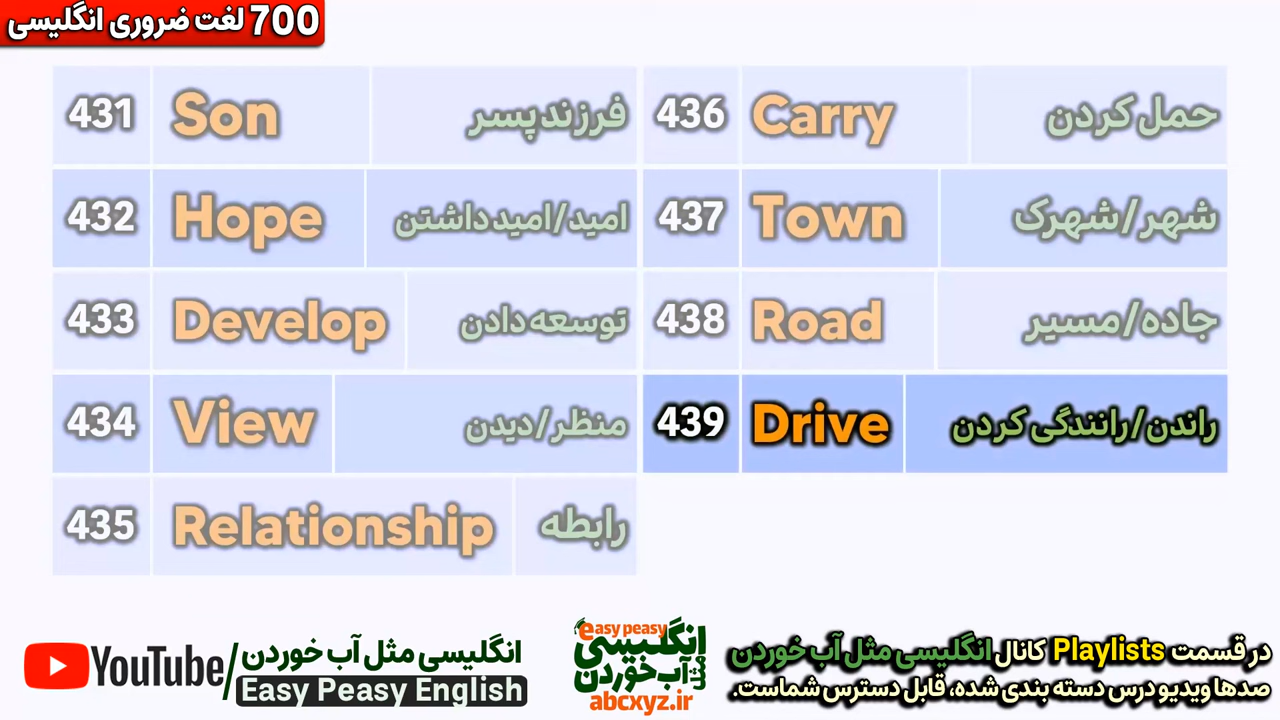 700 لغت ضروری انگلیسی
431 Son فرزند پسر
432 Hope امید/امید داشتن
433 Develop توسعه دادن
434 View منظر/دیدن
435 Relationship رابطه
436 Carry حمل کردن
437 Town شهر/شهرک
438 Road جاده/مسیر
439 Drive راندن/رانندگی کردن
YouTube/انگلیسی مثل آب خوردن
Easy Peasy English
easy peasy
انگلیسی
مثل
آب خوردن
abcxyz.ir
در قسمت Playlists کانال انگلیسی مثل آب خوردن
صدها ویدیو درس دسته بندی شده، قابل دسترس شماست.